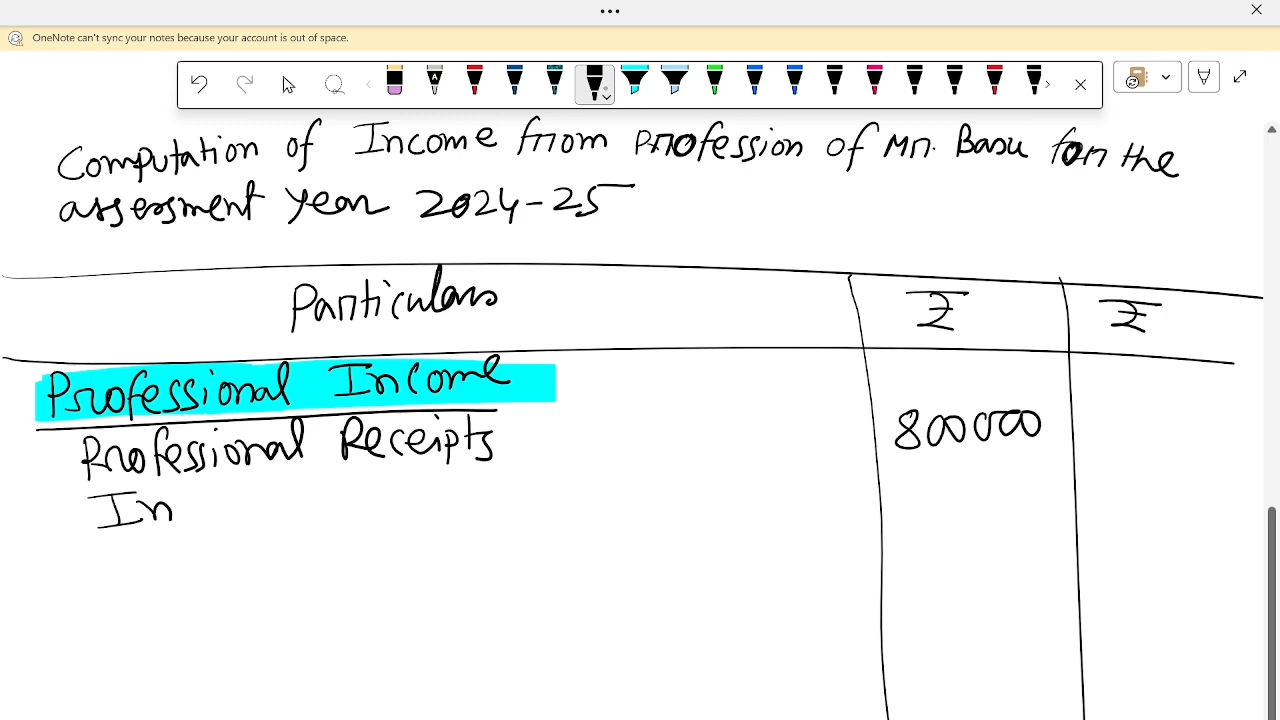 OneNote can't sync your notes because your account is out of space.
Computation of Income from Profession of Mr. Basu for the
assessment year 2024-25
Particulars ₹ ₹
Professional Income
Professional Receipts 800000
In